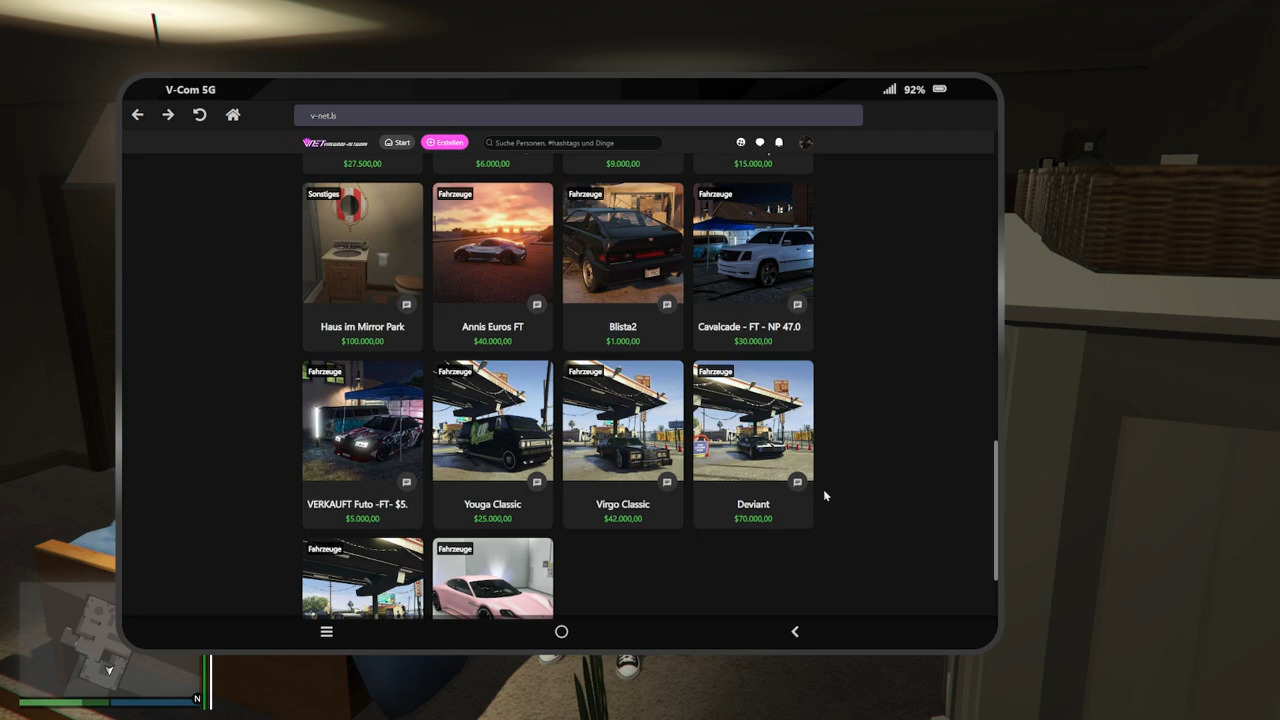 V-Com 5G
92%
v-net.ls
VNET
Start
Erstellen
Suche Personen, #hashtags und Dinge
$27.500,00
$6.000,00
$9.000,00
$15.000,00
Sonstiges
Fahrzeuge
Fahrzeuge
Fahrzeuge
Haus im Mirror Park
Annis Euros FT
Blista2
Cavalcade - FT - NP 47.0
$100.000,00
$40.000,00
$1.000,00
$30.000,00
Fahrzeuge
Fahrzeuge
Fahrzeuge
Fahrzeuge
VERKAUFT Futo -FT- $5.
Youga Classic
Virgo Classic
Deviant
$5.000,00
$25.000,00
$42.000,00
$70.000,00
Fahrzeuge
Fahrzeuge
N